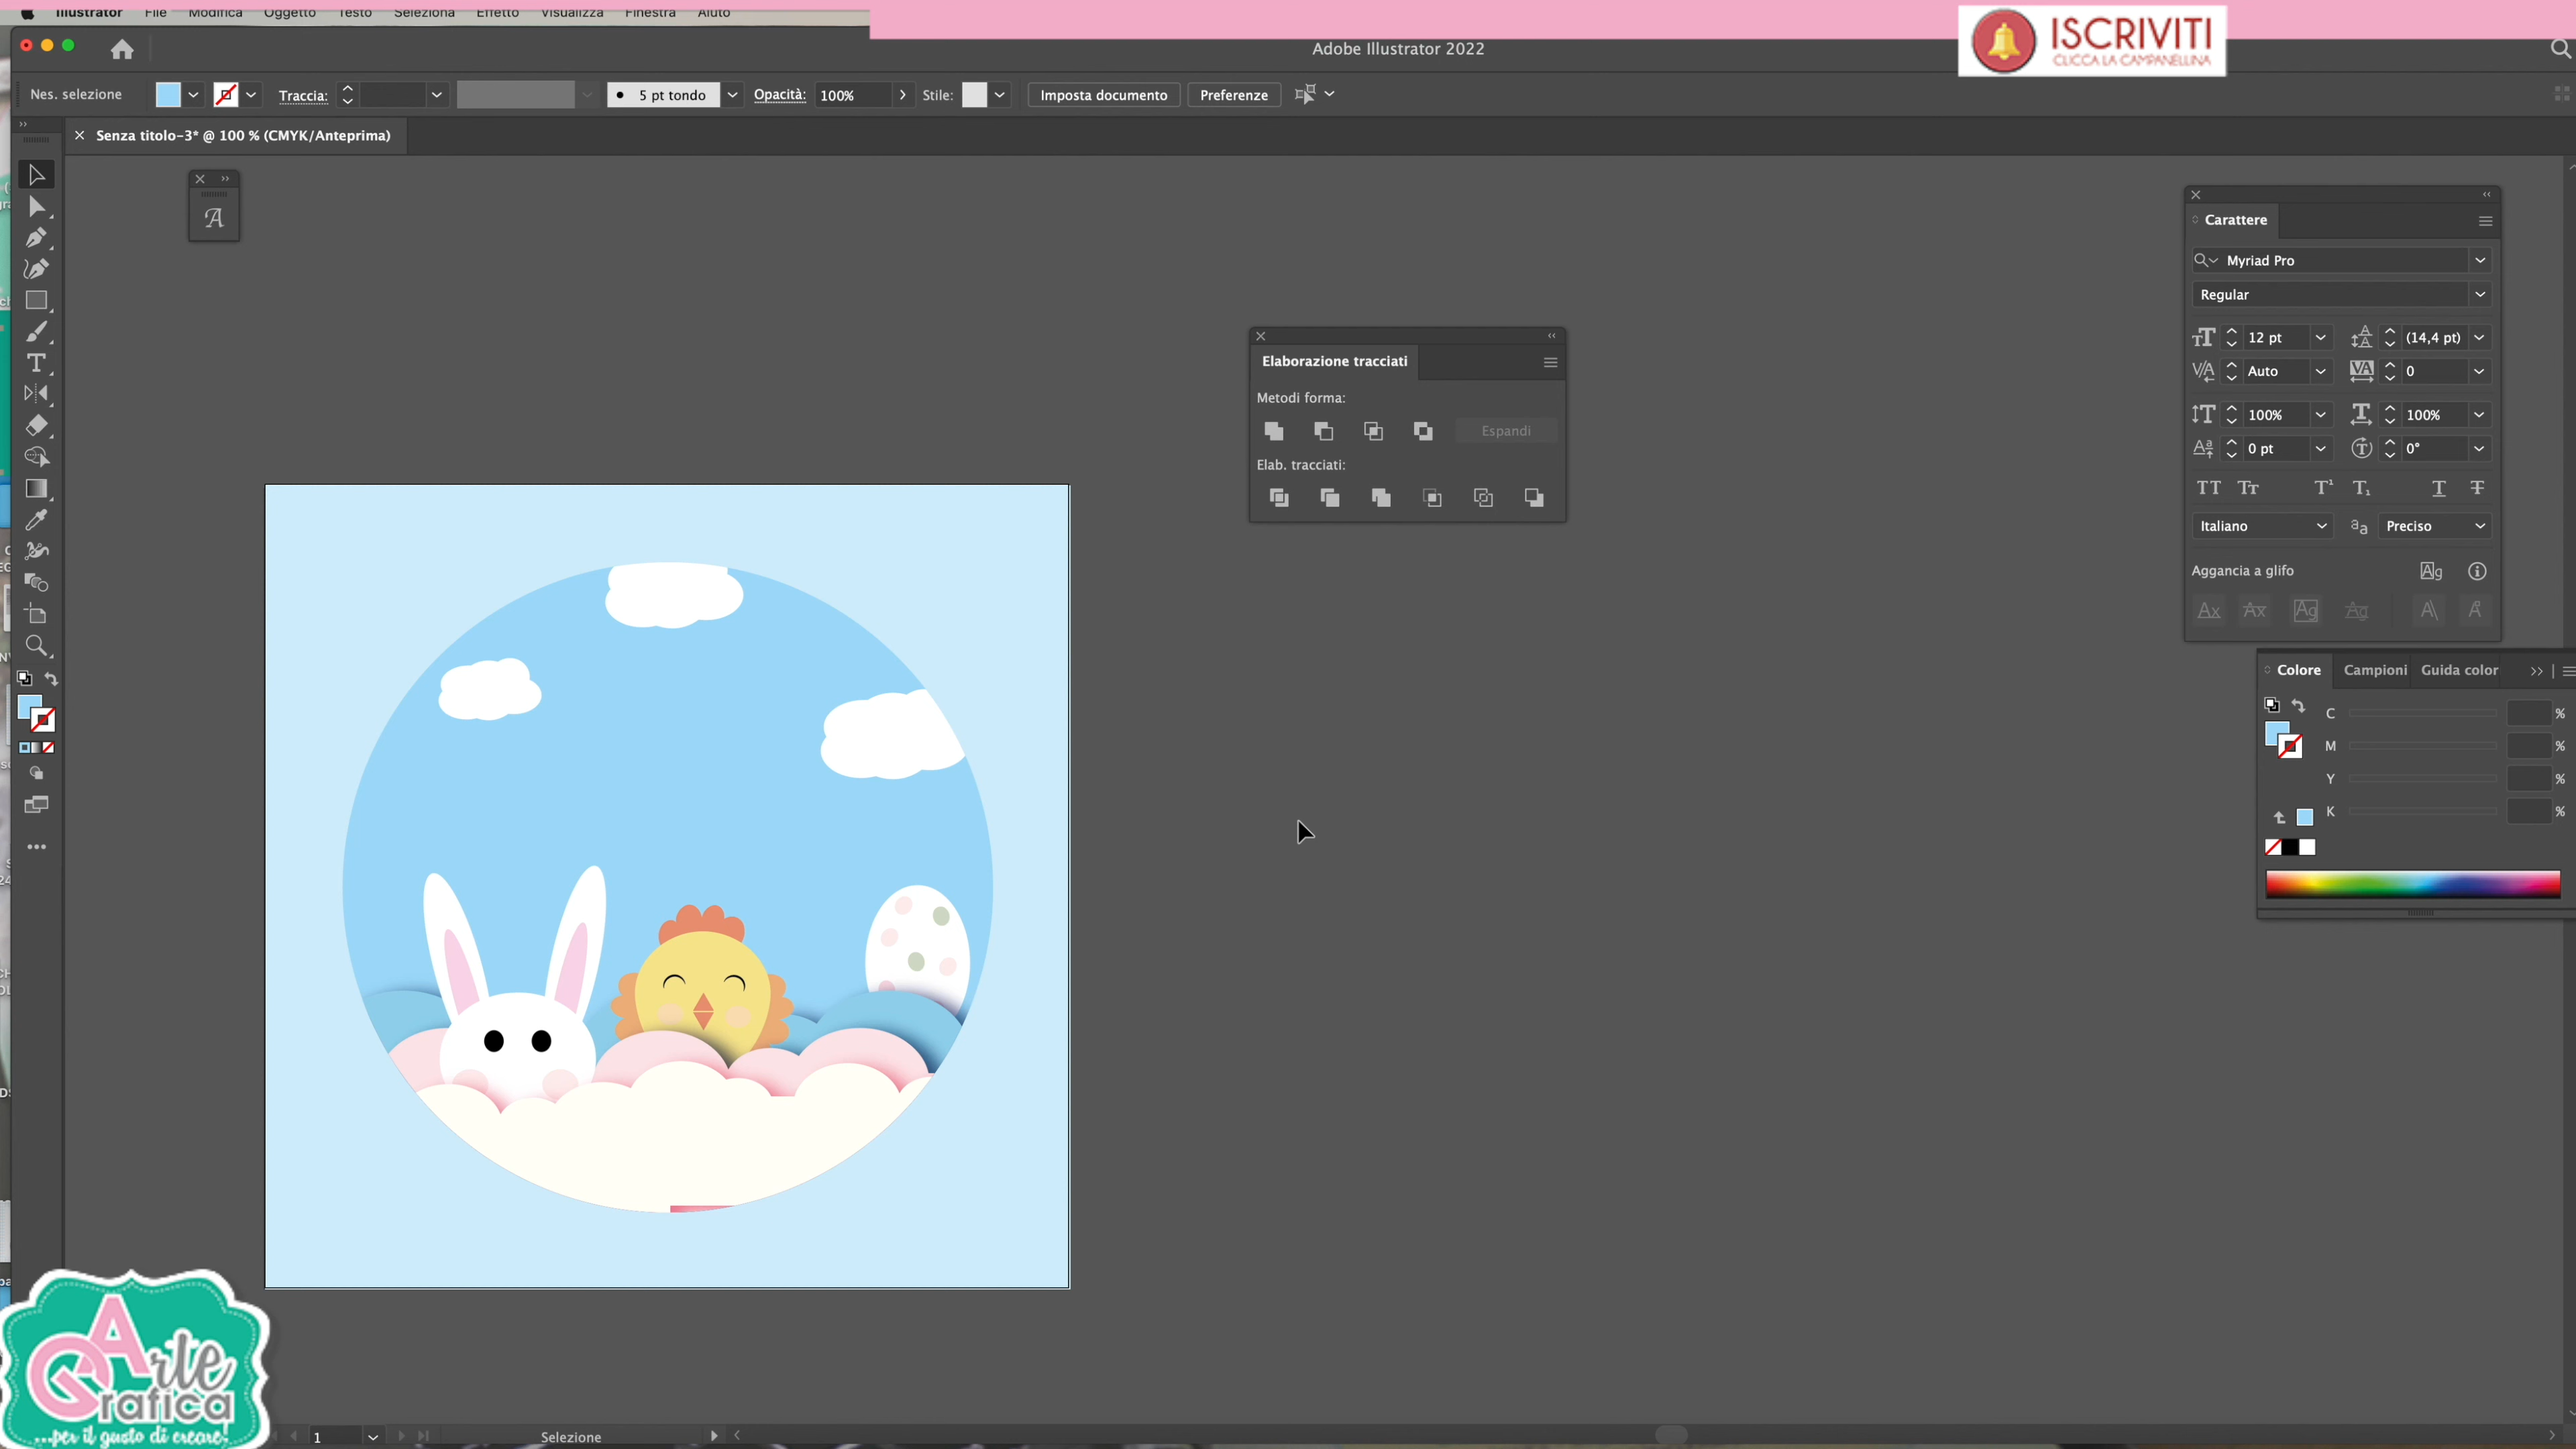 Illustrator File Modifica Oggetto Testo Seleziona Effetto Visualizza Finestra Aiuto
ISCRIVITI
CLICCA LA CAMPANELLINA
Adobe Illustrator 2022
Nes. selezione Traccia: 5 pt tondo Opacità: 100% Stile: Imposta documento Preferenze
Senza titolo-3* @ 100 % (CMYK/Anteprima)
Carattere
Myriad Pro
Regular
12 pt (14,4 pt)
Auto 0
100% 100%
0 pt 0°
Italiano Preciso
Aggancia a glifo
Elaborazione tracciati
Metodi forma:
Espandi
Elab. tracciati:
Colore Campioni Guida color
C %
M %
Y %
K %
Arte
Grafica
...per il gusto di creare!
1 Selezione